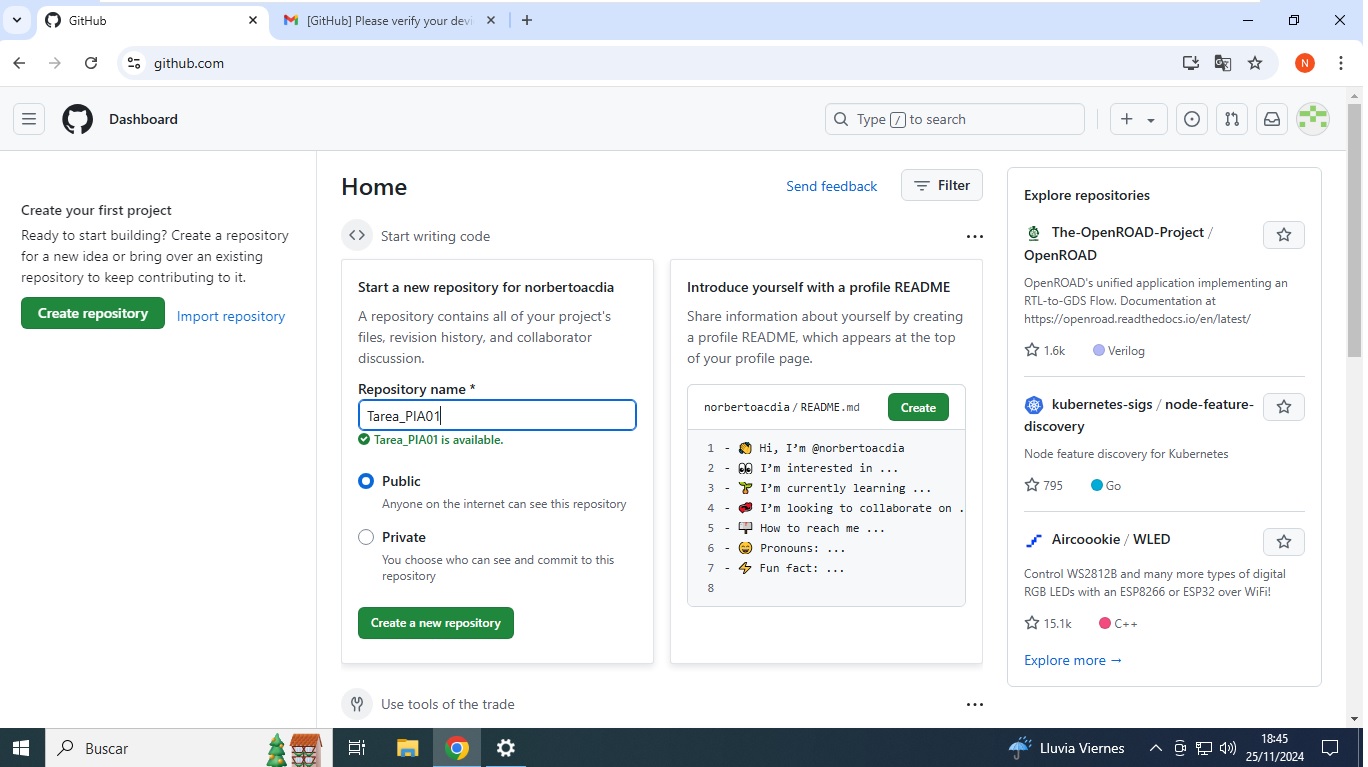 GitHub
[GitHub] Please verify your devi
github.com
Dashboard
Type / to search
Create your first project
Ready to start building? Create a repository
for a new idea or bring over an existing
repository to keep contributing to it.
Create repository
Import repository
Home
Send feedback
Filter
Start writing code
Start a new repository for norbertoacdia
A repository contains all of your project's
files, revision history, and collaborator
discussion.
Repository name *
Tarea_PIA01
Tarea_PIA01 is available.
Public
Anyone on the internet can see this repository
Private
You choose who can see and commit to this
repository
Create a new repository
Introduce yourself with a profile README
Share information about yourself by creating
a profile README, which appears at the top
of your profile page.
norbertoacdia / README.md
Create
1 - 👋 Hi, I’m @norbertoacdia
2 - 👀 I’m interested in ...
3 - 🌱 I’m currently learning ...
4 - 💞️ I’m looking to collaborate on .
5 - 📫 How to reach me ...
6 - 😄 Pronouns: ...
7 - ⚡ Fun fact: ...
8
Use tools of the trade
Explore repositories
The-OpenROAD-Project /
OpenROAD
OpenROAD's unified application implementing an
RTL-to-GDS Flow. Documentation at
https://openroad.readthedocs.io/en/latest/
1.6k
Verilog
kubernetes-sigs / node-feature-
discovery
Node feature discovery for Kubernetes
795
Go
Aircoookie / WLED
Control WS2812B and many more types of digital
RGB LEDs with an ESP8266 or ESP32 over WiFi!
15.1k
C++
Explore more →
N
Buscar
Lluvia Viernes
18:45
25/11/2024